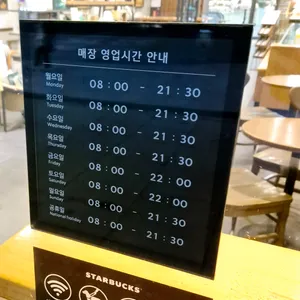 매장 영업시간 안내
월요일 08 : 00 - 21 : 30
Monday
화요일 08 : 00 - 21 : 30
Tuesday
수요일 08 : 00 - 21 : 30
Wednesday
목요일 08 : 00 - 21 : 30
Thursday
금요일 08 : 00 - 22 : 00
Friday
토요일 08 : 00 - 22 : 00
Saturday
일요일 08 : 00 - 21 : 30
Sunday
공휴일 08 : 00 - 21 : 30
National holiday
STARBUCKS